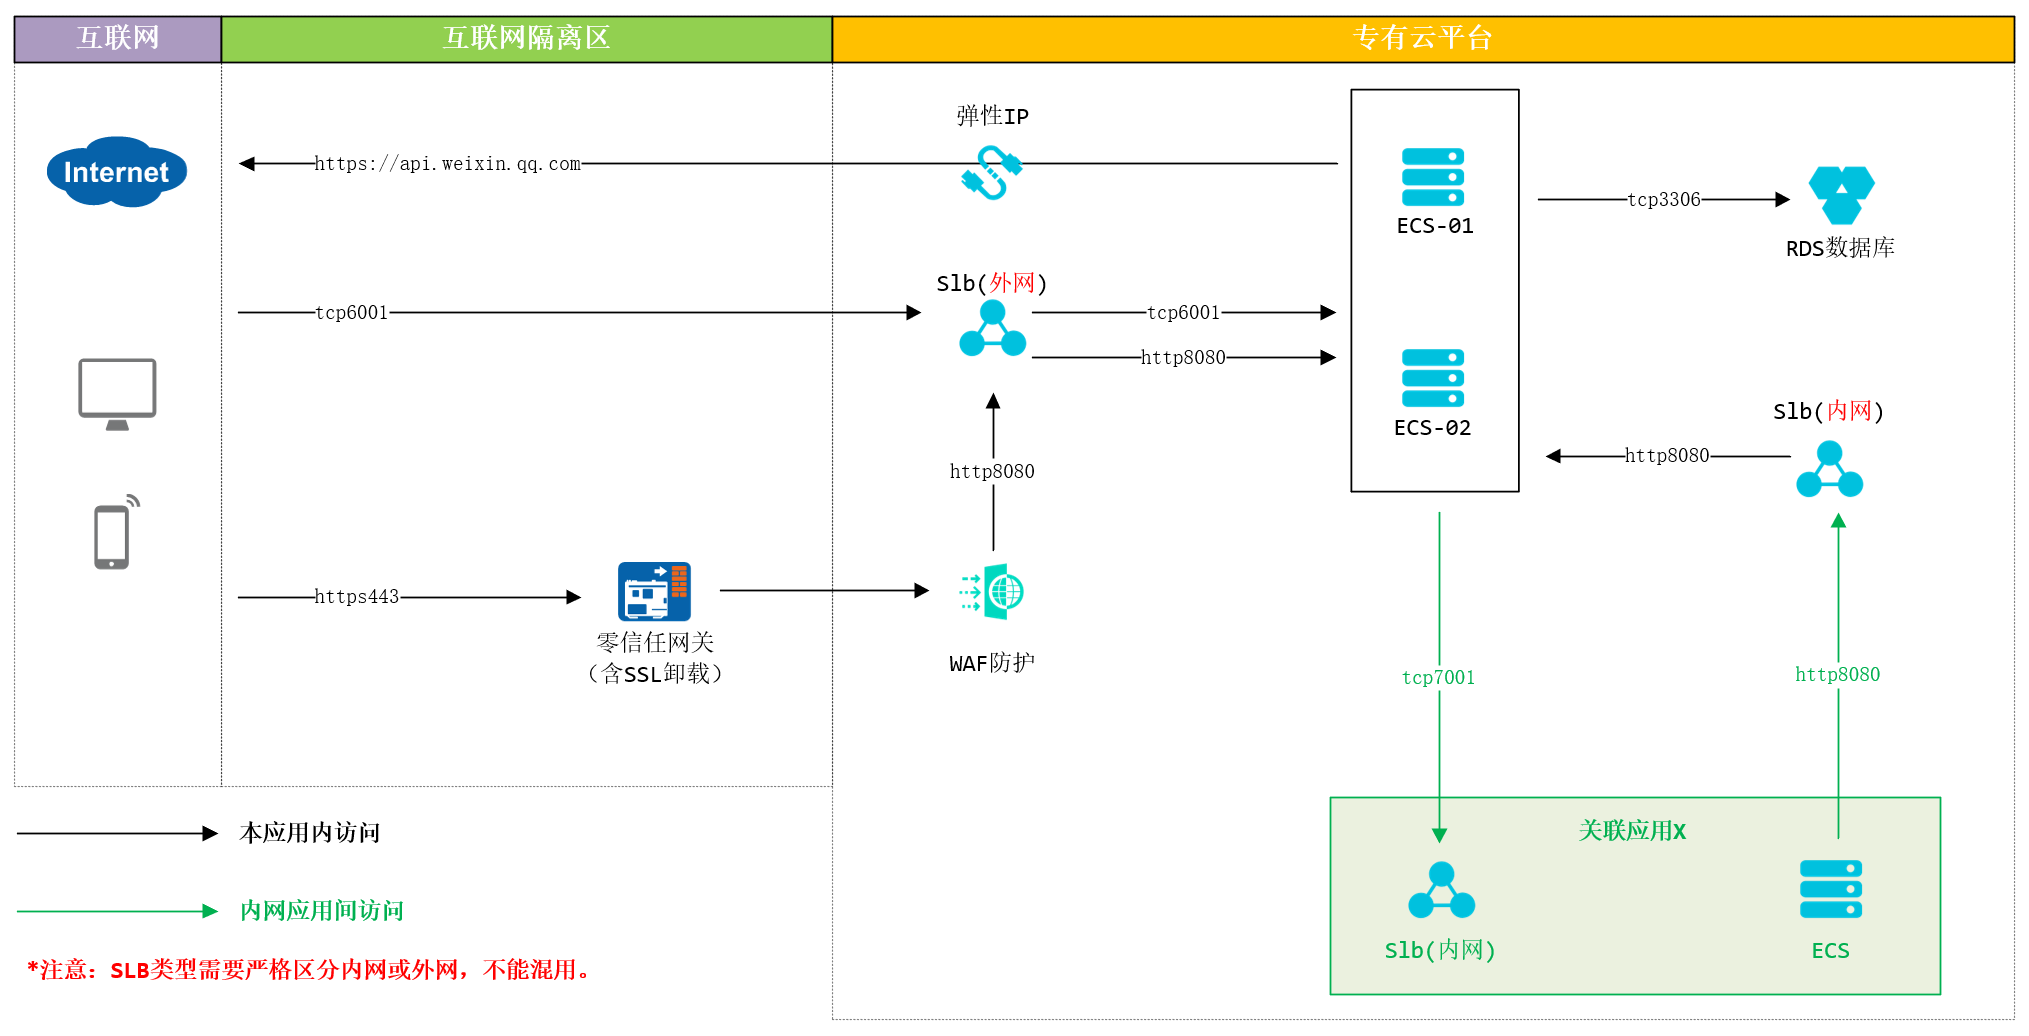 互联网
互联网隔离区
专有云平台
弹性IP
Internet
https://api.weixin.qq.com
ECS-01
tcp3306
RDS数据库
Slb(外网)
tcp6001
tcp6001
http8080
ECS-02
Slb(内网)
http8080
http8080
https443
零信任网关
（含SSL卸载）
WAF防护
tcp7001
http8080
本应用内访问
关联应用X
内网应用间访问
Slb(内网)
ECS
*注意：SLB类型需要严格区分内网或外网，不能混用。